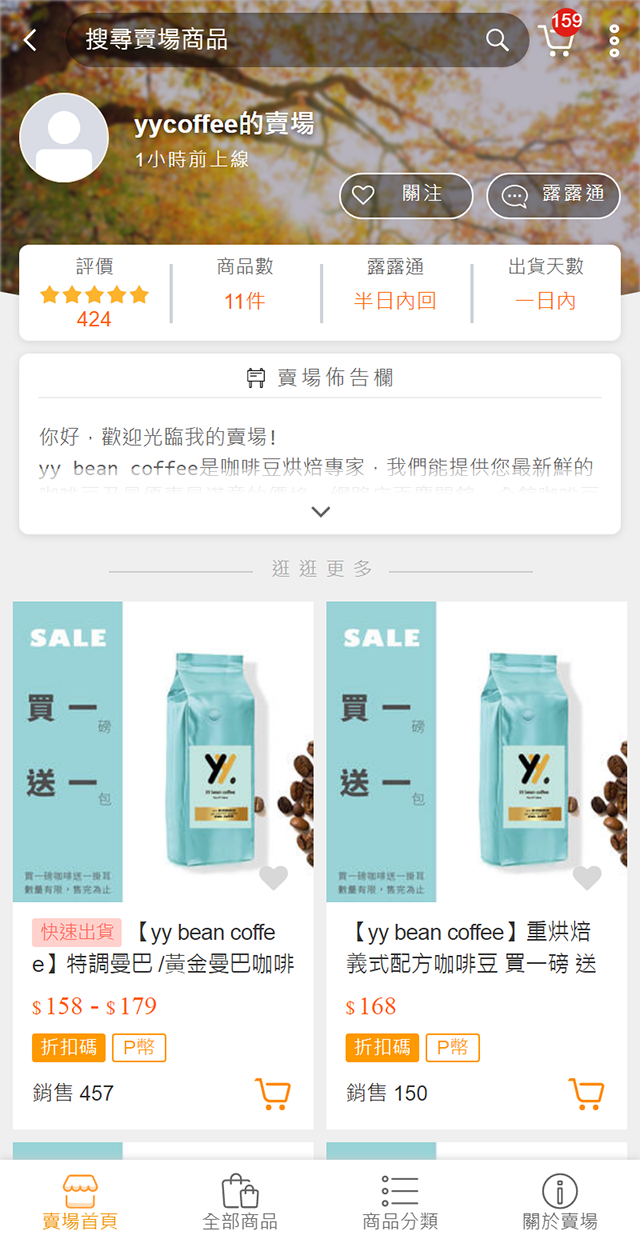 搜尋賣場商品
159
yycoffee的賣場
1小時前上線
關注
露露通
評價 商品數 露露通 出貨天數
424 11件 半日內回 一日內
賣場佈告欄
你好，歡迎光臨我的賣場!
yy bean coffee是咖啡豆烘焙專家，我們能提供您最新鮮的
逛逛更多
SALE
買一磅
送一包
yy.
yy bean coffee
買一磅咖啡送一掛耳
數量有限，售完為止
快速出貨 【yy bean coffe
e】特調曼巴 /黃金曼巴咖啡
$158 - $179
折扣碼 P幣
銷售 457
SALE
買一磅
送一包
yy.
yy bean coffee
買一磅咖啡送一掛耳
數量有限，售完為止
【yy bean coffee】重烘焙
義式配方咖啡豆 買一磅 送
$168
折扣碼 P幣
銷售 150
賣場首頁 全部商品 商品分類 關於賣場